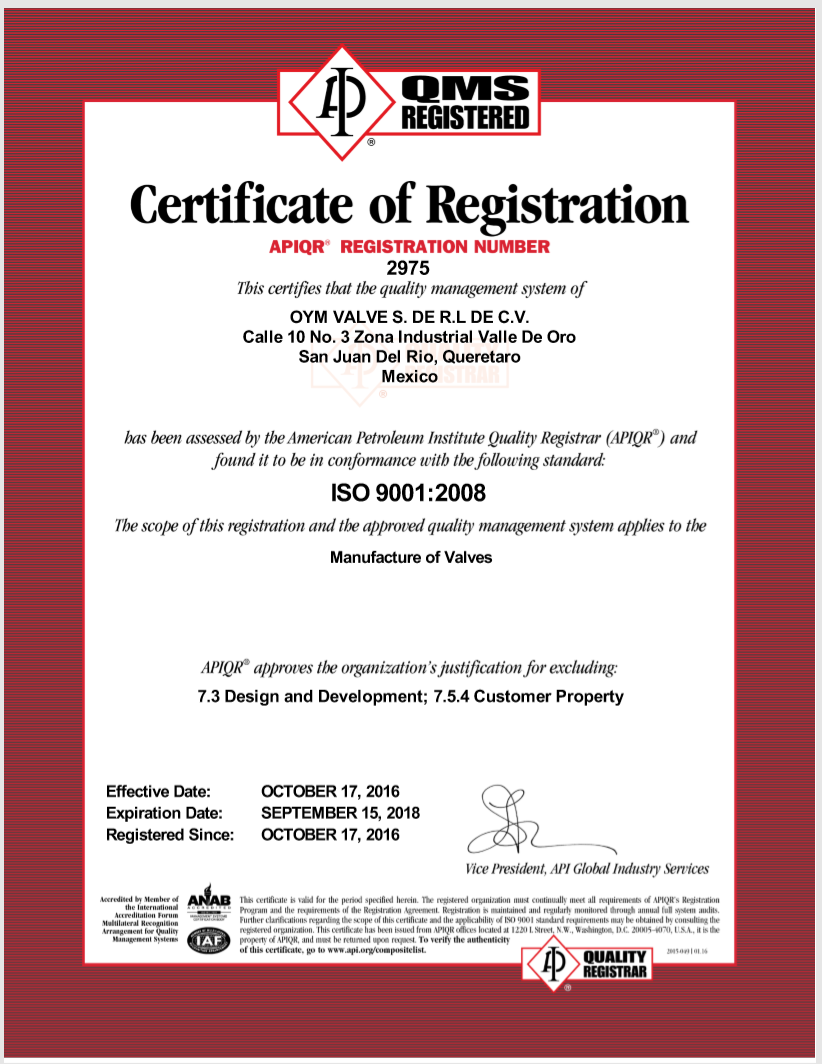 API
QMS
REGISTERED
®
Certificate of Registration
APIQR® REGISTRATION NUMBER
2975
This certifies that the quality management system of
OYM VALVE S. DE R.L DE C.V.
Calle 10 No. 3 Zona Industrial Valle De Oro
San Juan Del Rio, Queretaro
Mexico
has been assessed by the American Petroleum Institute Quality Registrar (APIQR®) and
found it to be in conformance with the following standard:
ISO 9001:2008
The scope of this registration and the approved quality management system applies to the
Manufacture of Valves
APIQR® approves the organization's justification for excluding:
7.3 Design and Development; 7.5.4 Customer Property
Effective Date: OCTOBER 17, 2016
Expiration Date: SEPTEMBER 15, 2018
Registered Since: OCTOBER 17, 2016
Vice President, API Global Industry Services
Accredited by Member of
the International
Accreditation Forum
Multilateral Recognition
Arrangement for Quality
Management Systems
ANAB
ACCREDITED
IAF
This certificate is valid for the period specified herein. The registered organization must continually meet all requirements of APIQR's Registration
Program and the requirements of the Registration Agreement. Registration is maintained and regularly monitored through annual full system audits.
Further clarifications regarding the scope of this certificate and the applicability of ISO 9001 standard requirements may be obtained by consulting the
registered organization. This certificate has been issued from APIQR offices located at 1220 L Street, N.W., Washington, D.C. 20005-4070, U.S.A., it is the
property of APIQR, and must be returned upon request. To verify the authenticity
of this certificate, go to www.api.org/compositelist.
API
QUALITY
REGISTRAR
®